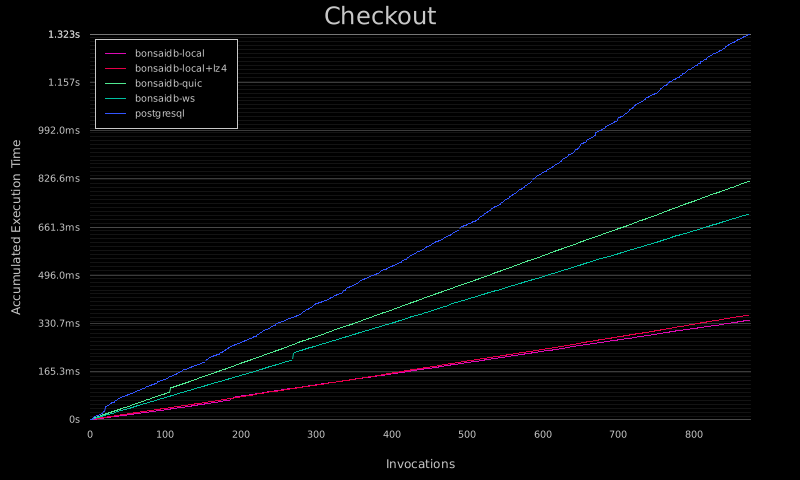 Checkout
1.323s
bonsaidb-local
bonsaidb-local+lz4
1.157s
bonsaidb-quic
bonsaidb-ws
postgresql
992.0ms
826.6ms
Accumulated Execution Time
661.3ms
496.0ms
330.7ms
165.3ms
0s
0 100 200 300 400 500 600 700 800
Invocations